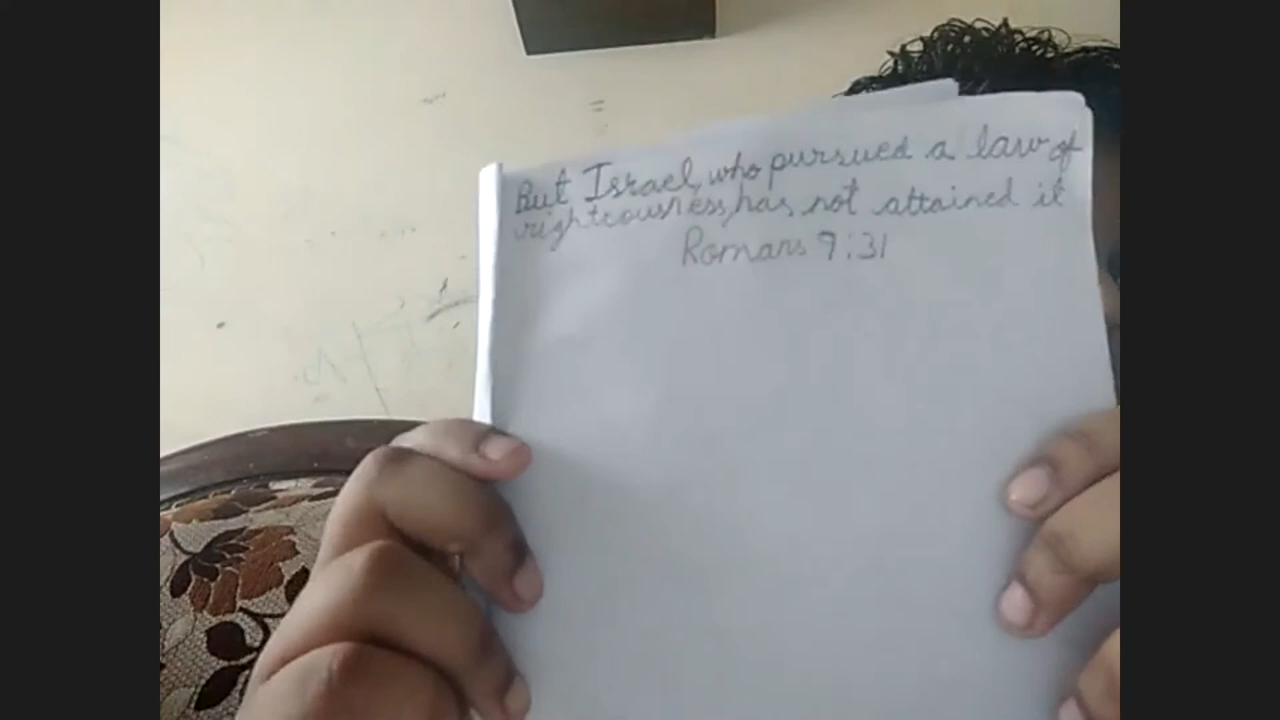 But Israel, who pursued a law of
righteousness, has not attained it
Romans 9:31